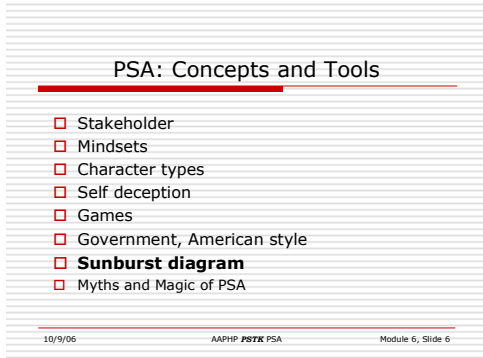 PSA: Concepts and Tools
Stakeholder
Mindsets
Character types
Self deception
Games
Government, American style
Sunburst diagram
Myths and Magic of PSA
10/9/06 AAPHP PSTK PSA Module 6, Slide 6